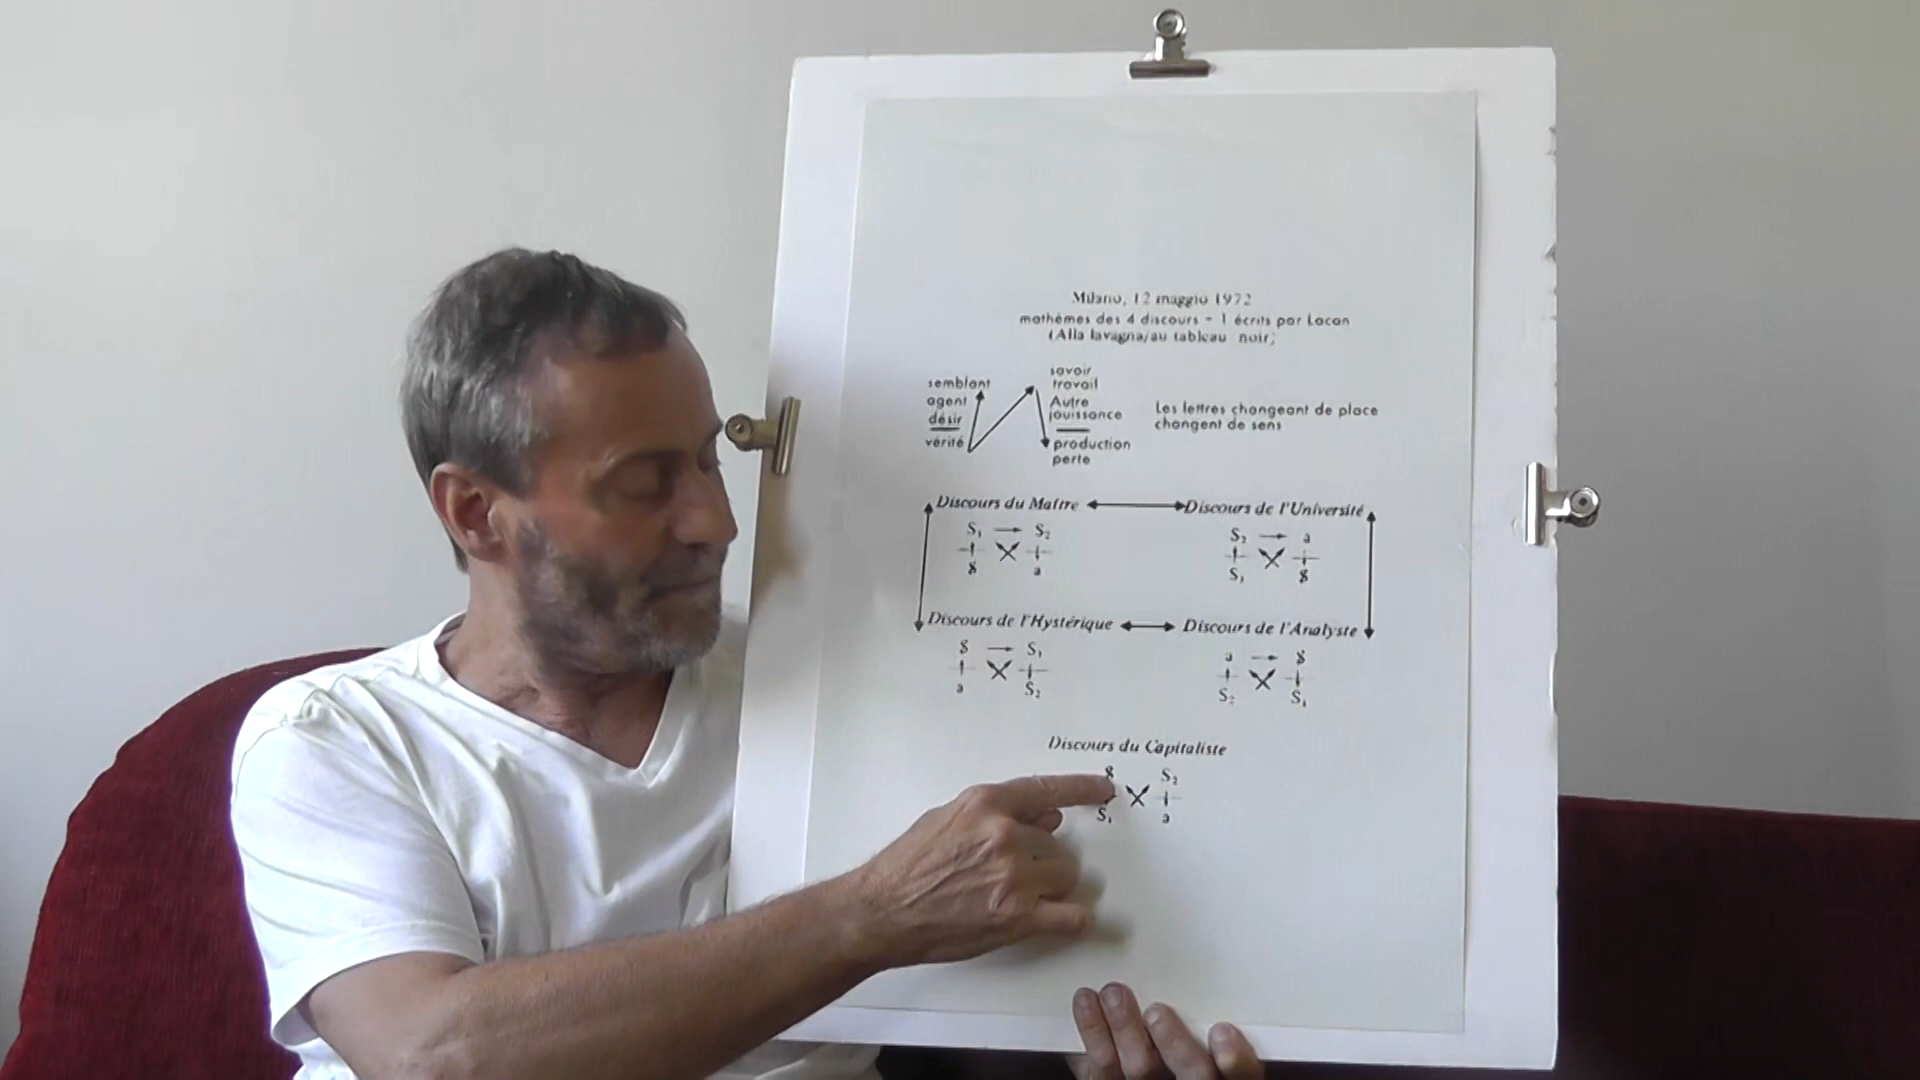 Milano, 12 maggio 1972
mathèmes des 4 discours + 1 écrits par Lacan
(Alla lavagna/au tableau noir)
semblant
agent
désir
vérité
savoir
travail
Autre
jouissance
production
perte
Les lettres changeant de place
changent de sens
Discours du Maître
Discours de l'Université
S₁ → S₂
$ a
S₂ → a
S₁ $
Discours de l'Hystérique
Discours de l'Analyste
$ → S₁
a S₂
a → $
S₂ S₁
Discours du Capitaliste
$ S₂
S₁ a